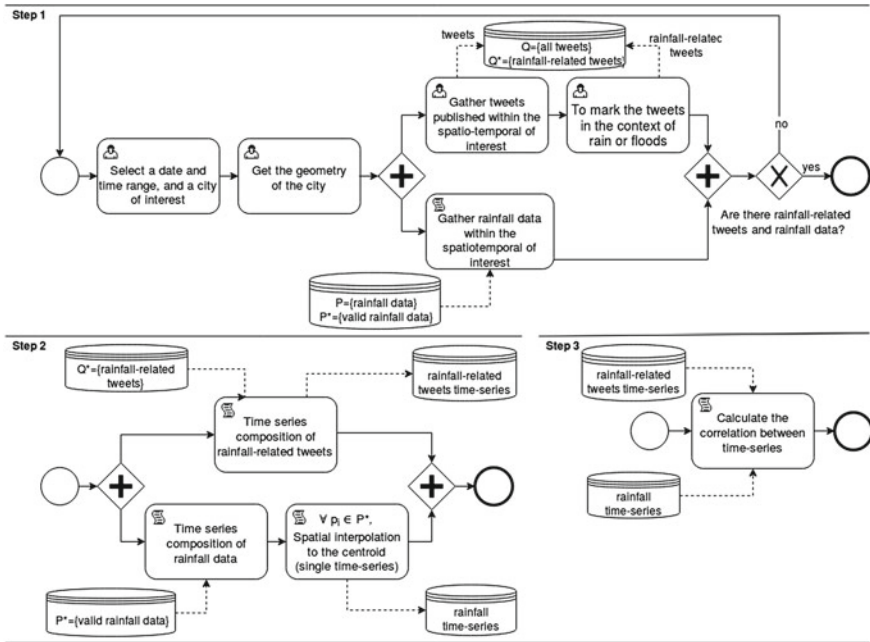 Step 1
tweets
Q={all tweets}
Q*={rainfall-related tweets}
rainfall-related
tweets
Select a date and
time range, and a city
of interest
Get the geometry
of the city
Gather tweets
published within the
spatio-temporal of
interest
To mark the tweets
in the context of
rain or floods
no
yes
Are there rainfall-related
tweets and rainfall data?
Gather rainfall data
within the
spatiotemporal of
interest
P={rainfall data}
P*={valid rainfall data}
Step 2
Q*={rainfall-related
tweets}
rainfall-related
tweets time-series
Time series
composition of
rainfall-related tweets
Time series
composition of
rainfall data
∀ pᵢ ∈ P*,
Spatial interpolation
to the centroid
(single time-series)
P*={valid rainfall data}
rainfall
time-series
Step 3
rainfall-related
tweets time-series
Calculate the
correlation between
time-series
rainfall
time-series